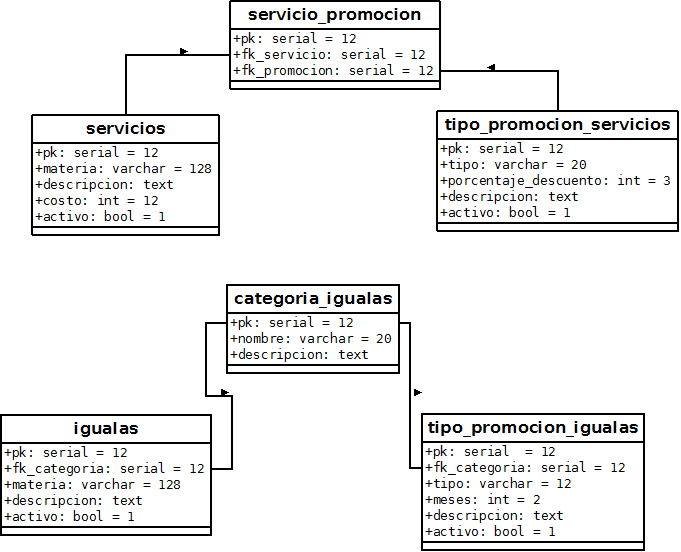 servicio_promocion
+pk: serial = 12
+fk_servicio: serial = 12
+fk_promocion: serial = 12
servicios
+pk: serial = 12
+materia: varchar = 128
+descripcion: text
+costo: int = 12
+activo: bool = 1
tipo_promocion_servicios
+pk: serial = 12
+tipo: varchar = 20
+porcentaje_descuento: int = 3
+descripcion: text
+activo: bool = 1
categoria_igualas
+pk: serial = 12
+nombre: varchar = 20
+descripcion: text
igualas
+pk: serial = 12
+fk_categoria: serial = 12
+materia: varchar = 128
+descripcion: text
+activo: bool = 1
tipo_promocion_igualas
+pk: serial  = 12
+fk_categoria: serial = 12
+tipo: varchar = 12
+meses: int = 2
+descripcion: text
+activo: bool = 1